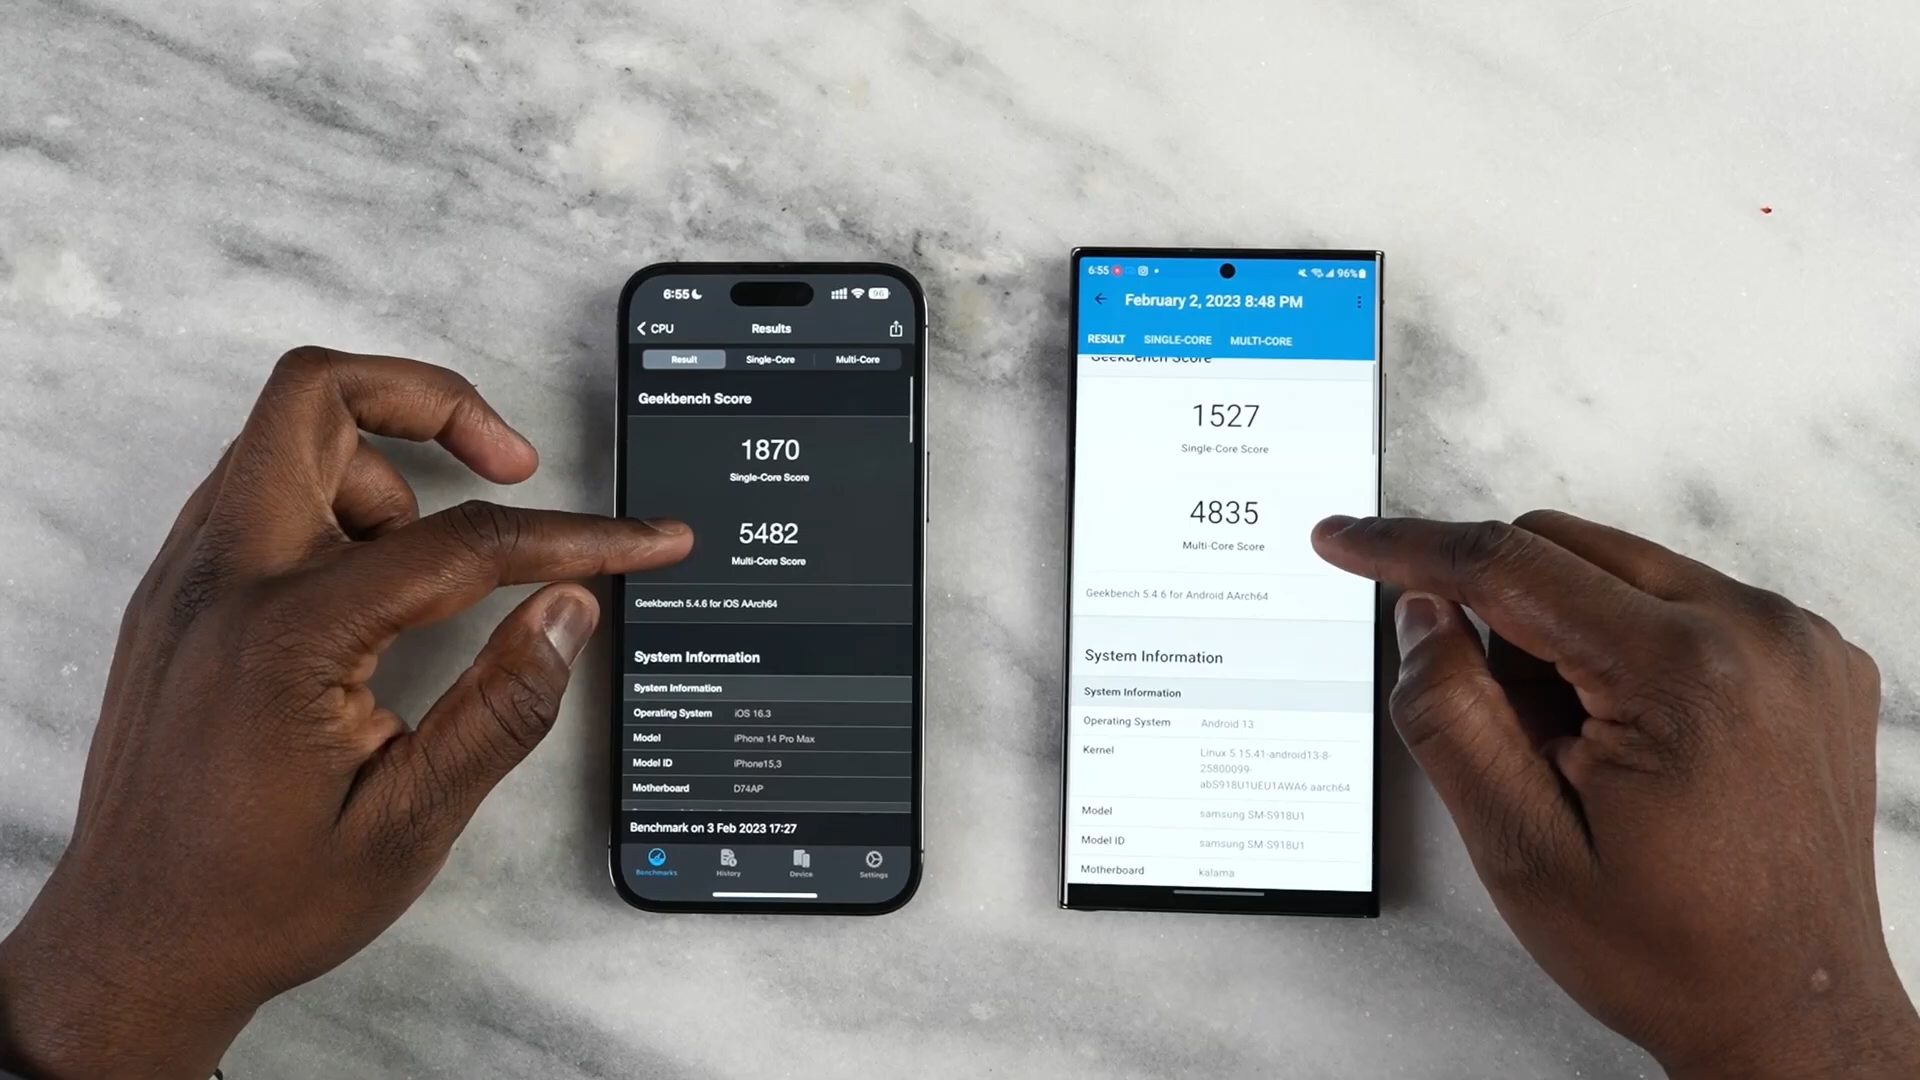 6:55
96
CPU
Results
Result
Single-Core
Multi-Core
Geekbench Score
1870
Single-Core Score
5482
Multi-Core Score
Geekbench 5.4.6 for iOS AArch64
System Information
System Information
Operating System iOS 16.3
Model iPhone 14 Pro Max
Model ID iPhone15,3
Motherboard D74AP
Benchmark on 3 Feb 2023 17:27
Benchmarks
History
Device
Settings
6:55
96%
February 2, 2023 8:48 PM
RESULT
SINGLE-CORE
MULTI-CORE
Geekbench Score
1527
Single-Core Score
4835
Multi-Core Score
Geekbench 5.4.6 for Android AArch64
System Information
System Information
Operating System Android 13
Kernel Linux 5.15.41-android13-8-
25800099-
abS918U1UEU1AWA6 aarch64
Model samsung SM-S918U1
Model ID samsung SM-S918U1
Motherboard kalama